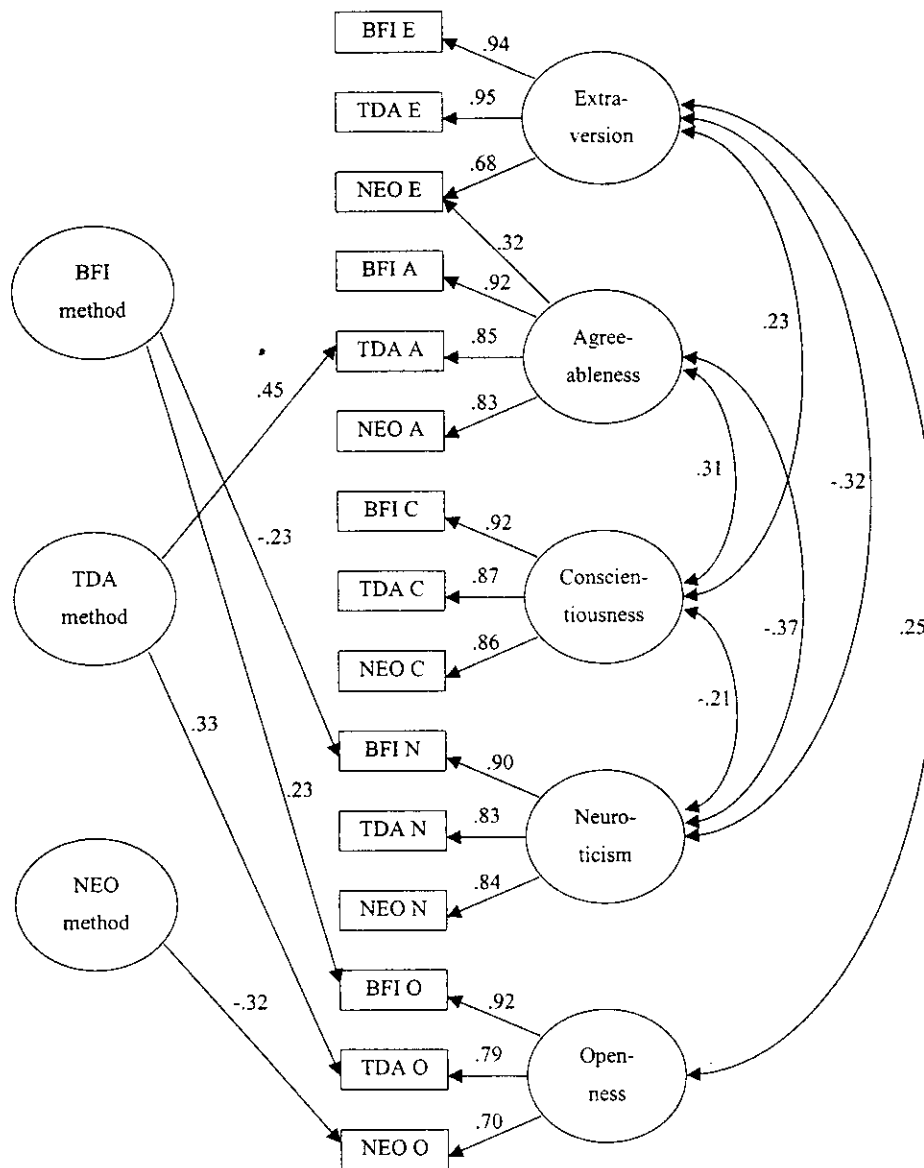 BFI E
.94
TDA E
.95
Extra-
version
NEO E
.68
.32
BFI
method
BFI A
.92
TDA A
.85
Agree-
ableness
.23
.45
NEO A
.83
.31
-.32
BFI C
.92
-.23
TDA
method
TDA C
.87
Conscien-
tiousness
-.37
.25
NEO C
.86
-.21
.33
BFI N
.90
.23
TDA N
.83
Neuro-
ticism
NEO
method
NEO N
.84
BFI O
.92
-.32
TDA O
.79
Open-
ness
NEO O
.70